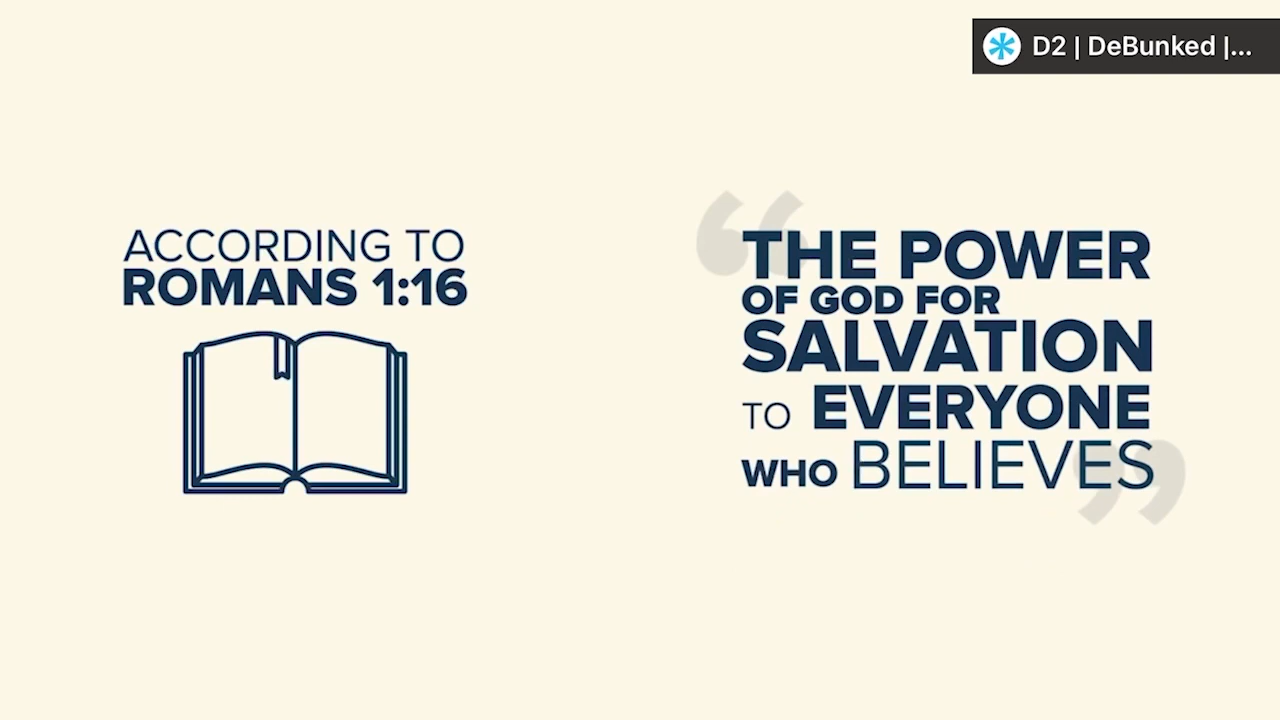 D2 | DeBunked |...
ACCORDING TO
ROMANS 1:16
“THE POWER
OF GOD FOR
SALVATION
TO EVERYONE
WHO BELIEVES”